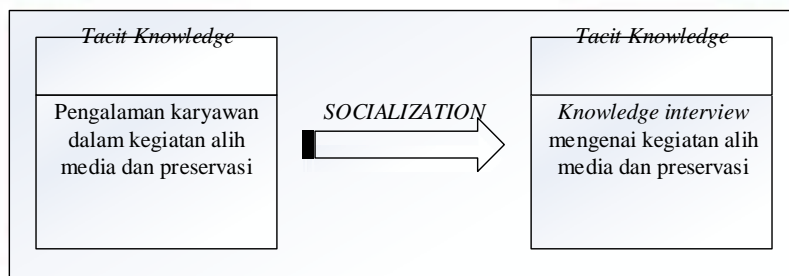 Tacit Knowledge
Pengalaman karyawan
dalam kegiatan alih
media dan preservasi
SOCIALIZATION
Tacit Knowledge
Knowledge interview
mengenai kegiatan alih
media dan preservasi